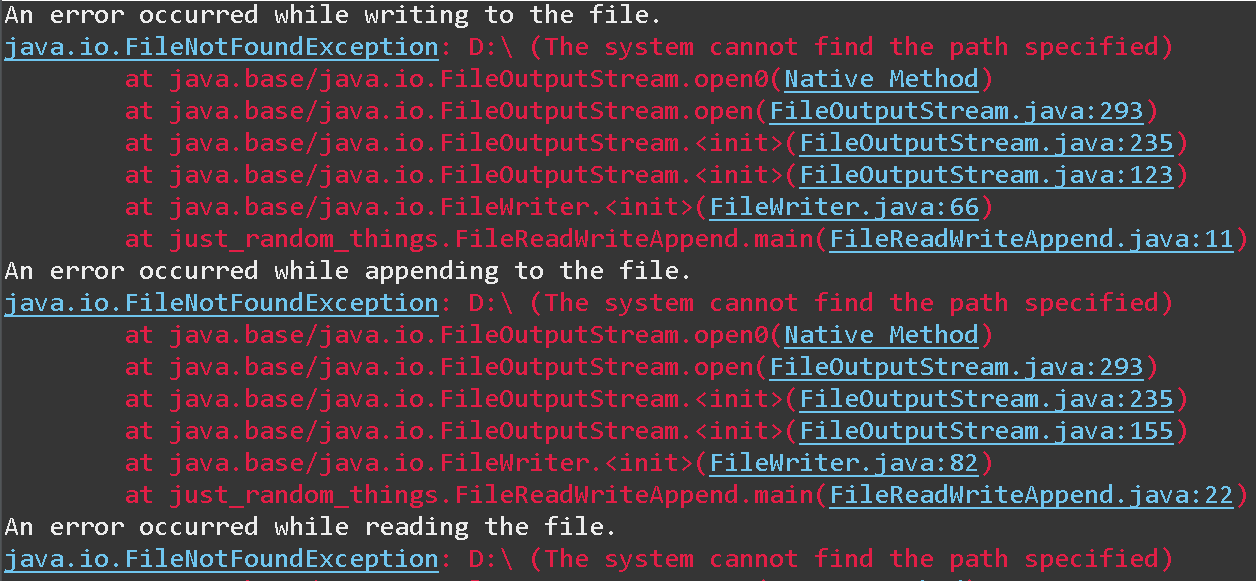 An error occurred while writing to the file.
java.io.FileNotFoundException: D:\ (The system cannot find the path specified)
at java.base/java.io.FileOutputStream.open0(Native Method)
at java.base/java.io.FileOutputStream.open(FileOutputStream.java:293)
at java.base/java.io.FileOutputStream.<init>(FileOutputStream.java:235)
at java.base/java.io.FileOutputStream.<init>(FileOutputStream.java:123)
at java.base/java.io.FileWriter.<init>(FileWriter.java:66)
at just_random_things.FileReadWriteAppend.main(FileReadWriteAppend.java:11)
An error occurred while appending to the file.
java.io.FileNotFoundException: D:\ (The system cannot find the path specified)
at java.base/java.io.FileOutputStream.open0(Native Method)
at java.base/java.io.FileOutputStream.open(FileOutputStream.java:293)
at java.base/java.io.FileOutputStream.<init>(FileOutputStream.java:235)
at java.base/java.io.FileOutputStream.<init>(FileOutputStream.java:155)
at java.base/java.io.FileWriter.<init>(FileWriter.java:82)
at just_random_things.FileReadWriteAppend.main(FileReadWriteAppend.java:22)
An error occurred while reading the file.
java.io.FileNotFoundException: D:\ (The system cannot find the path specified)